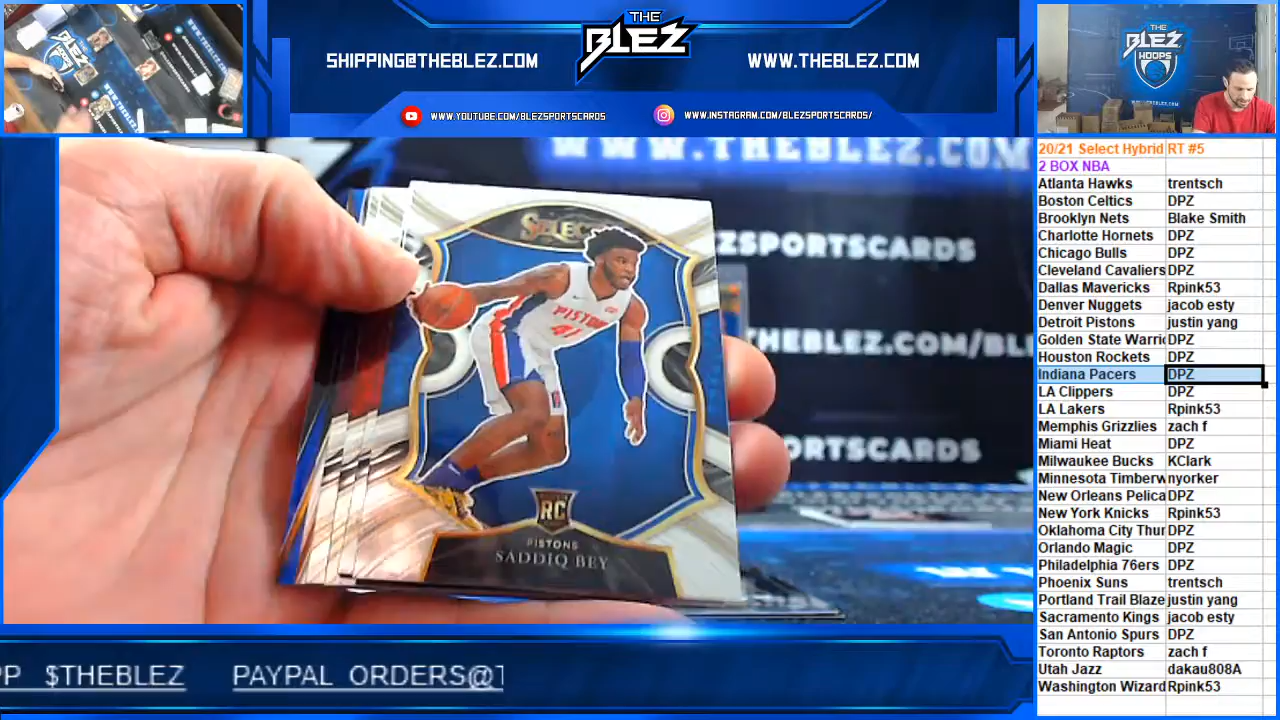 THE
BLEZ
SHIPPING@THEBLEZ.COM
WWW.THEBLEZ.COM
WWW.YOUTUBE.COM/BLEZSPORTSCARDS
WWW.INSTAGRAM.COM/BLEZSPORTSCARDS/
THE
BLEZ
HOOPS
WWW.THEBLEZ.COM
EZSPORTSCARDS
THEBLEZ.COM/BL
SPORTSCARDS
SELECT
PISTONS
41
RC
PISTONS
SADDIQ BEY
20/21 Select Hybrid RT #5
2 BOX NBA
Atlanta Hawks trentsch
Boston Celtics DPZ
Brooklyn Nets Blake Smith
Charlotte Hornets DPZ
Chicago Bulls DPZ
Cleveland Cavaliers DPZ
Dallas Mavericks Rpink53
Denver Nuggets jacob esty
Detroit Pistons justin yang
Golden State Warri DPZ
Houston Rockets DPZ
Indiana Pacers DPZ
LA Clippers DPZ
LA Lakers Rpink53
Memphis Grizzlies zach f
Miami Heat DPZ
Milwaukee Bucks KClark
Minnesota Timberw nyorker
New Orleans Pelica DPZ
New York Knicks Rpink53
Oklahoma City Thu DPZ
Orlando Magic DPZ
Philadelphia 76ers DPZ
Phoenix Suns trentsch
Portland Trail Blaze justin yang
Sacramento Kings jacob esty
San Antonio Spurs DPZ
Toronto Raptors zach f
Utah Jazz dakau808A
Washington Wizard Rpink53
PP $THEBLEZ PAYPAL ORDERS@T